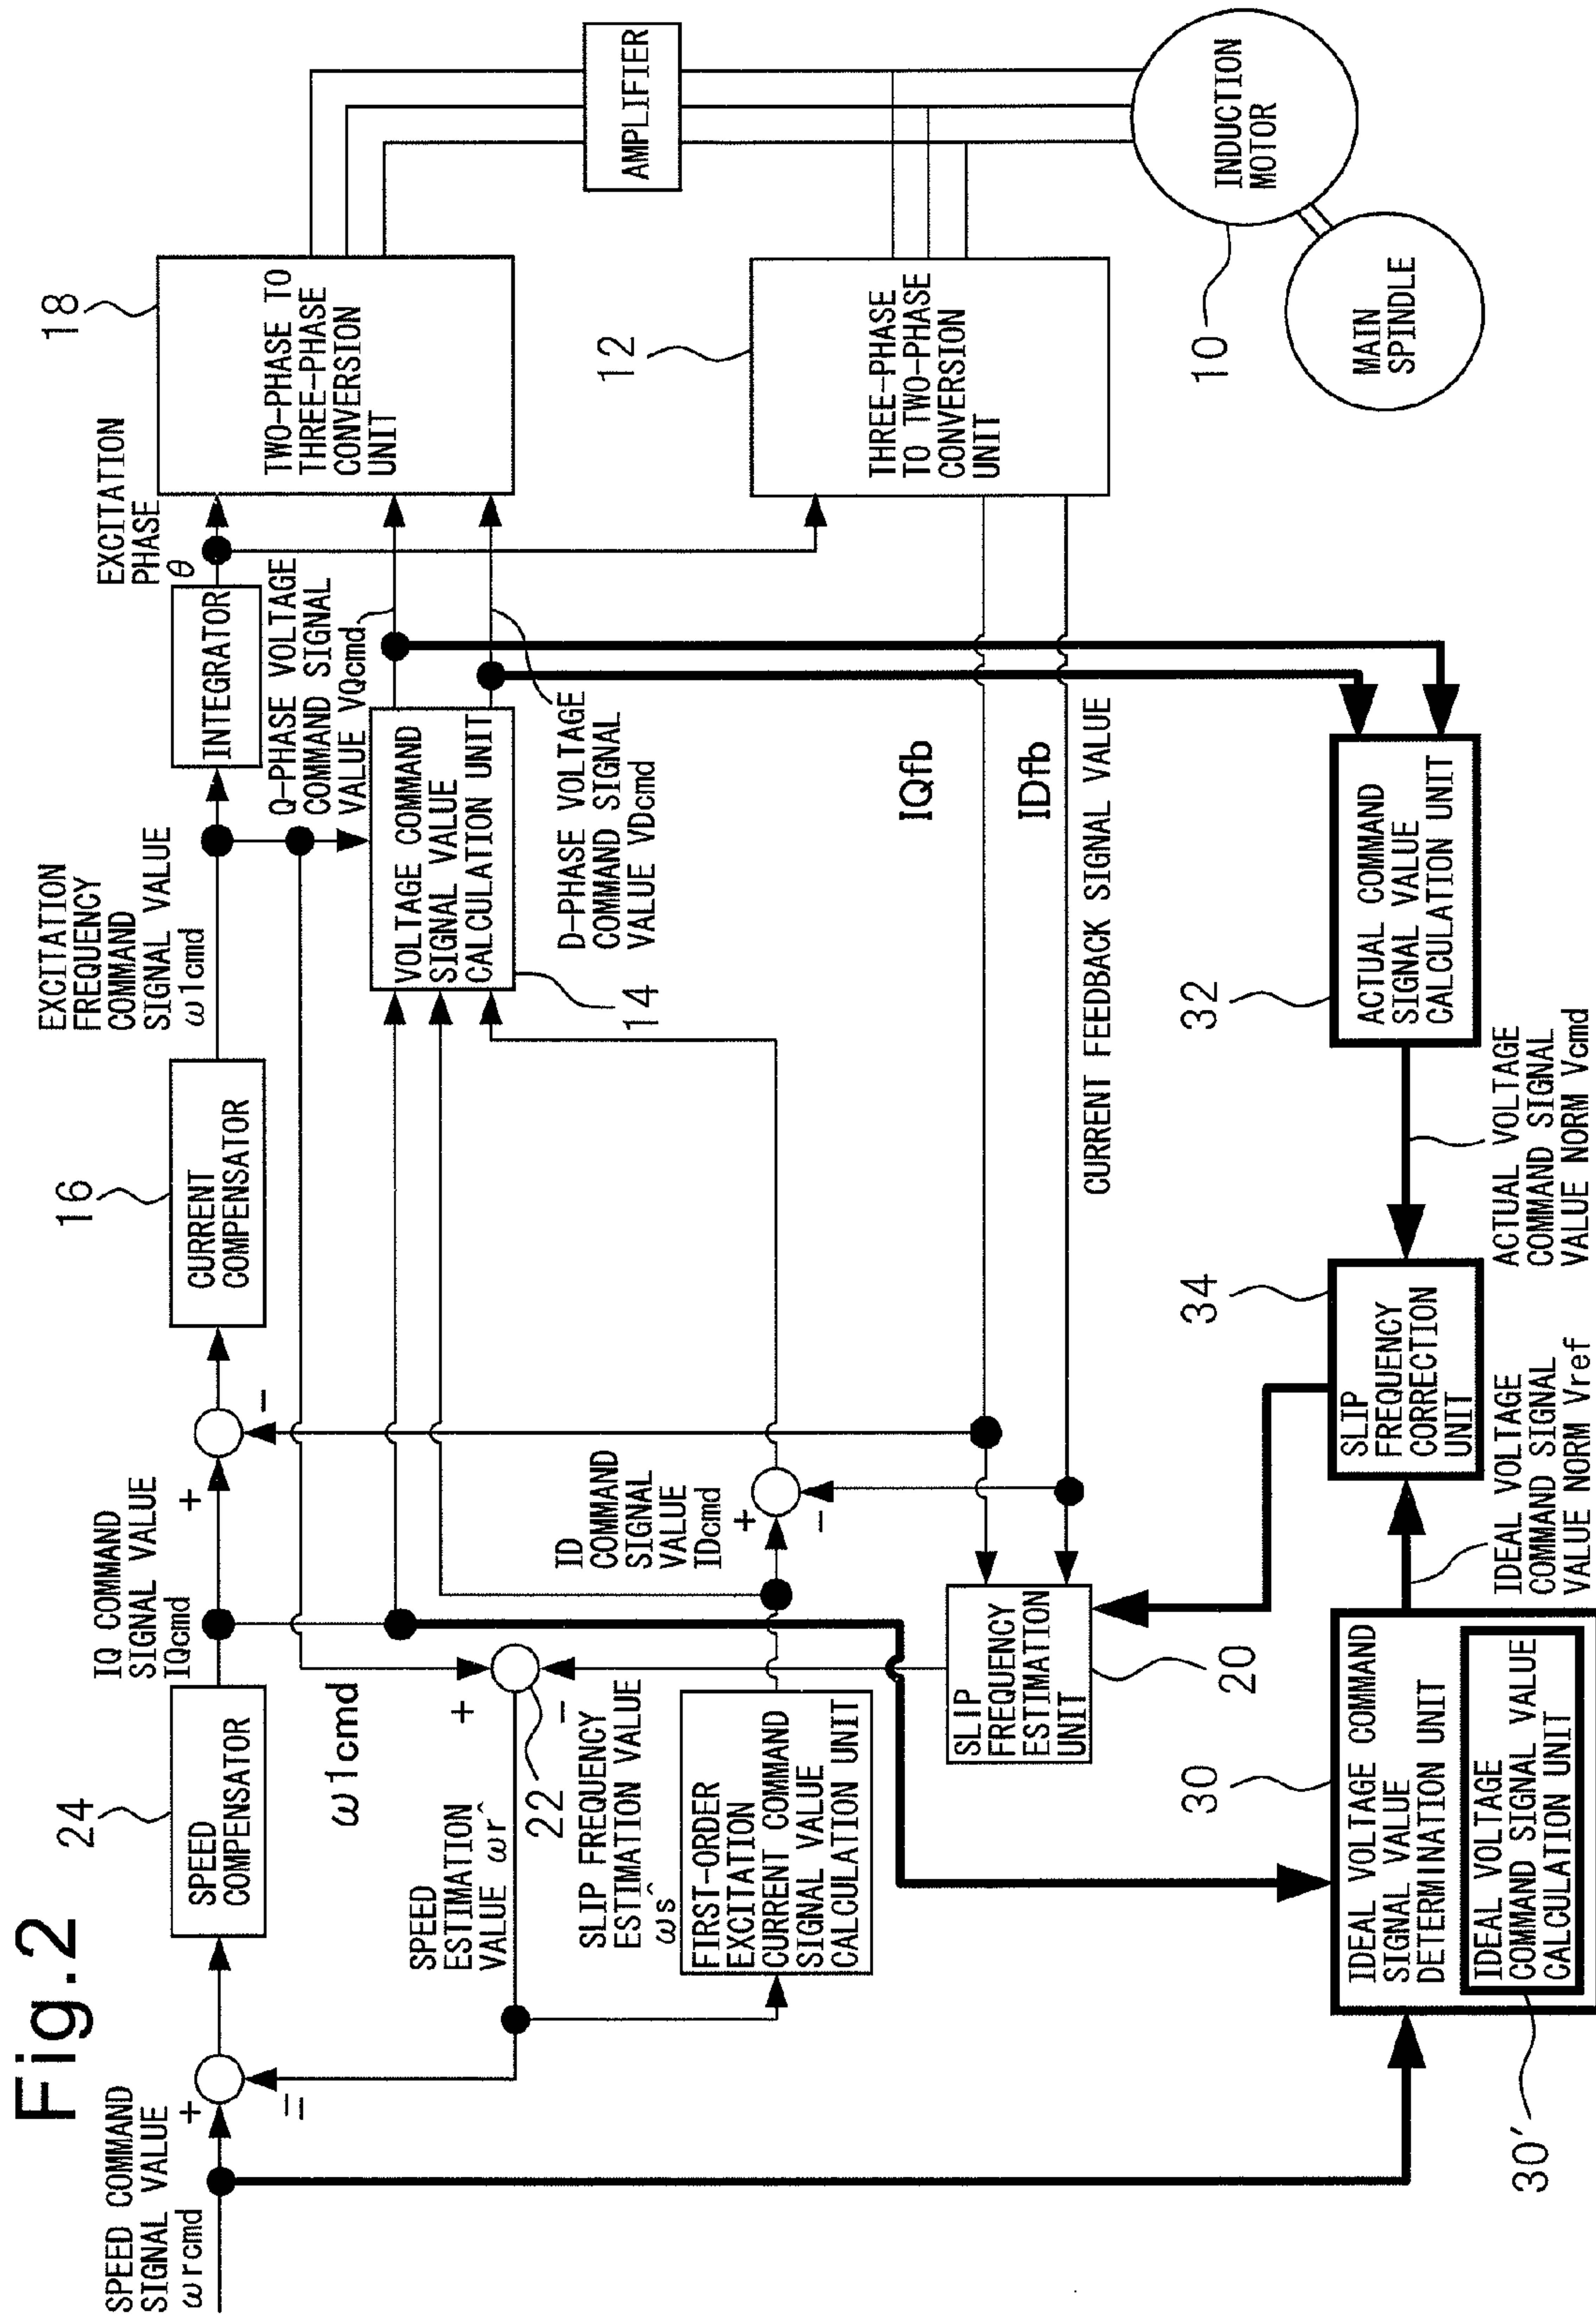 Fig.2
SPEED COMMAND
SIGNAL VALUE
ωrcmd
+
=
24
SPEED
COMPENSATOR
IQ COMMAND
SIGNAL VALUE
IQcmd
+
-
16
CURRENT
COMPENSATOR
EXCITATION
FREQUENCY
COMMAND
SIGNAL VALUE
ω1cmd
INTEGRATOR
EXCITATION
PHASE
θ
18
TWO-PHASE TO
THREE-PHASE
CONVERSION
UNIT
AMPLIFIER
Q-PHASE VOLTAGE
COMMAND SIGNAL
VALUE VQcmd
VOLTAGE COMMAND
SIGNAL VALUE
CALCULATION UNIT
14
D-PHASE VOLTAGE
COMMAND SIGNAL
VALUE VDcmd
ω1cmd
+
-
22
SPEED
ESTIMATION
VALUE ωr^
SLIP FREQUENCY
ESTIMATION VALUE
ωs^
FIRST-ORDER
EXCITATION
CURRENT COMMAND
SIGNAL VALUE
CALCULATION UNIT
ID
COMMAND
SIGNAL
VALUE
IDcmd
+
-
12
THREE-PHASE
TO TWO-PHASE
CONVERSION
UNIT
IQfb
IDfb
CURRENT FEEDBACK SIGNAL VALUE
SLIP
FREQUENCY
ESTIMATION
UNIT
20
10
INDUCTION
MOTOR
MAIN
SPINDLE
30
IDEAL VOLTAGE COMMAND
SIGNAL VALUE
DETERMINATION UNIT
IDEAL VOLTAGE
COMMAND SIGNAL VALUE
CALCULATION UNIT
30′
IDEAL VOLTAGE
COMMAND SIGNAL
VALUE NORM Vref
34
SLIP
FREQUENCY
CORRECTION
UNIT
ACTUAL VOLTAGE
COMMAND SIGNAL
VALUE NORM Vcmd
32
ACTUAL COMMAND
SIGNAL VALUE
CALCULATION UNIT